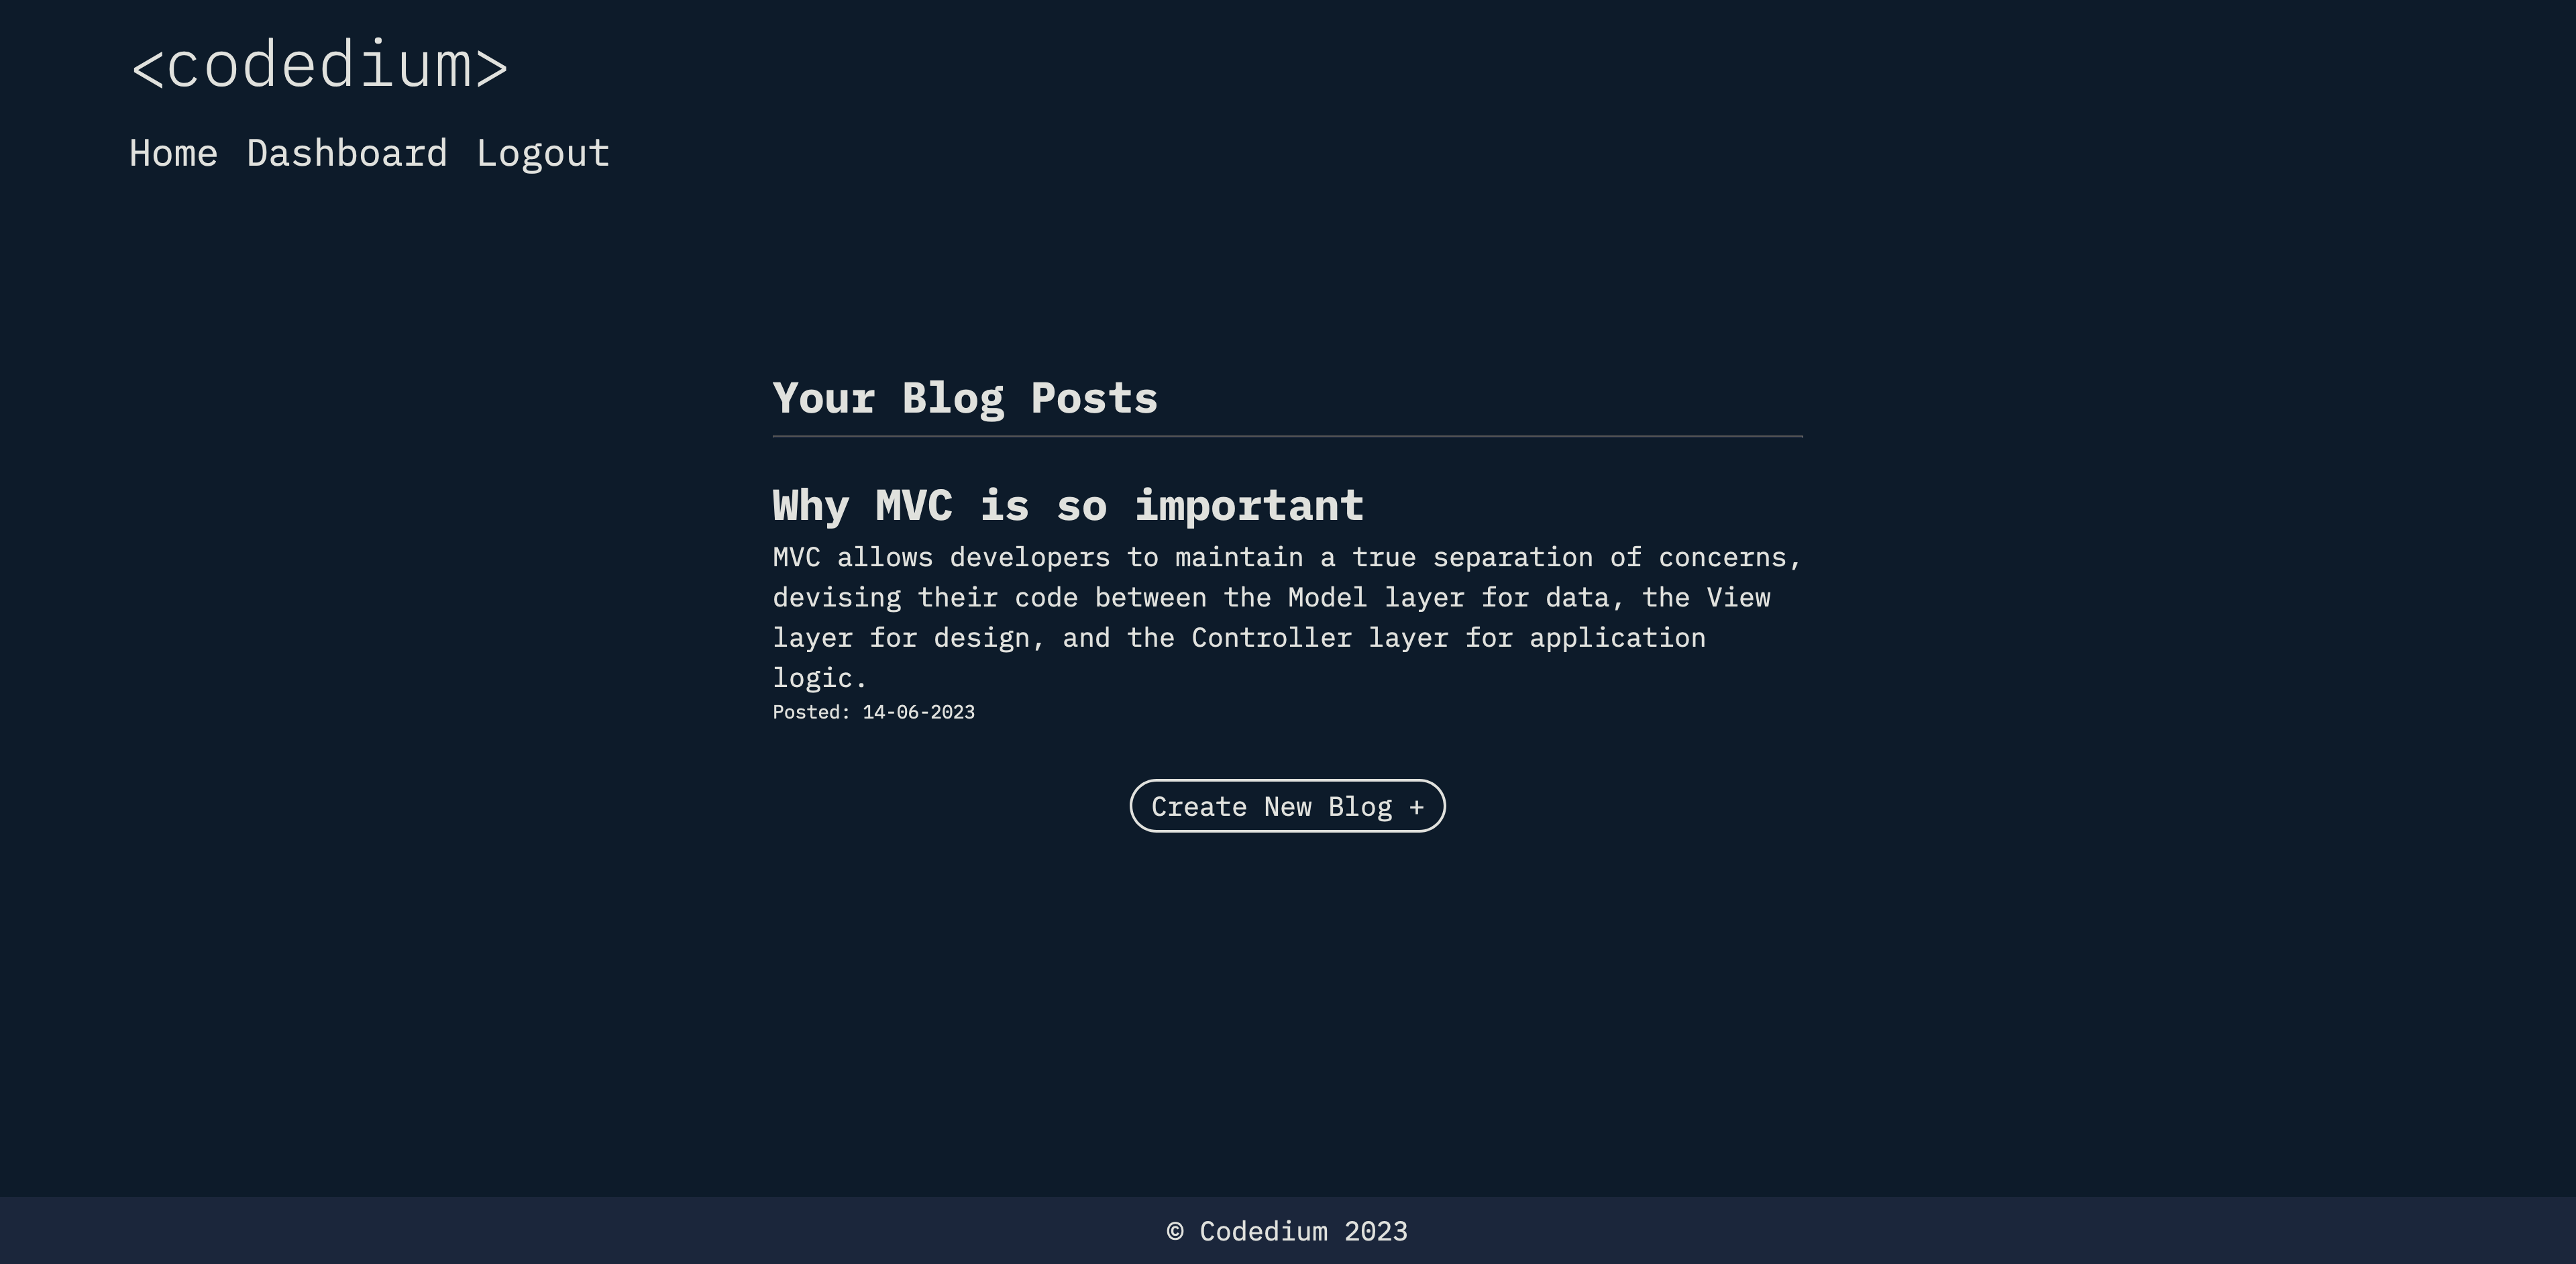 <codedium>
Home Dashboard Logout
Your Blog Posts
Why MVC is so important
MVC allows developers to maintain a true separation of concerns,
devising their code between the Model layer for data, the View
layer for design, and the Controller layer for application
logic.
Posted: 14-06-2023
Create New Blog +
© Codedium 2023